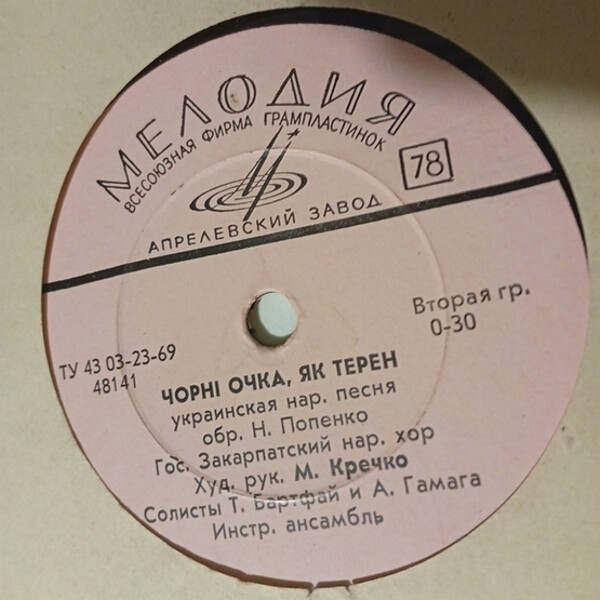 МЕЛОДИЯ
ВСЕСОЮЗНАЯ ФИРМА ГРАМПЛАСТИНОК
78
АПРЕЛЕВСКИЙ ЗАВОД
Вторая гр.
0-30
ТУ 43 03-23-69
48141
ЧОРНІ ОЧКА, ЯК ТЕРЕН
украинская нар. песня
обр. Н. Попенко
Гос. Закарпатский нар. хор
Худ. рук. М. Кречко
Солисты Т. Бартфай и А. Гамага
Инстр. ансамбль